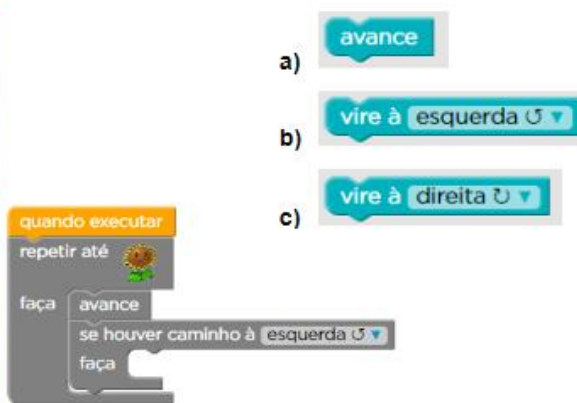 a) avance
b) vire à esquerda ↺ ▼
c) vire à direita ↻ ▼
quando executar
repetir até
faça avance
se houver caminho à esquerda ↺ ▼
faça